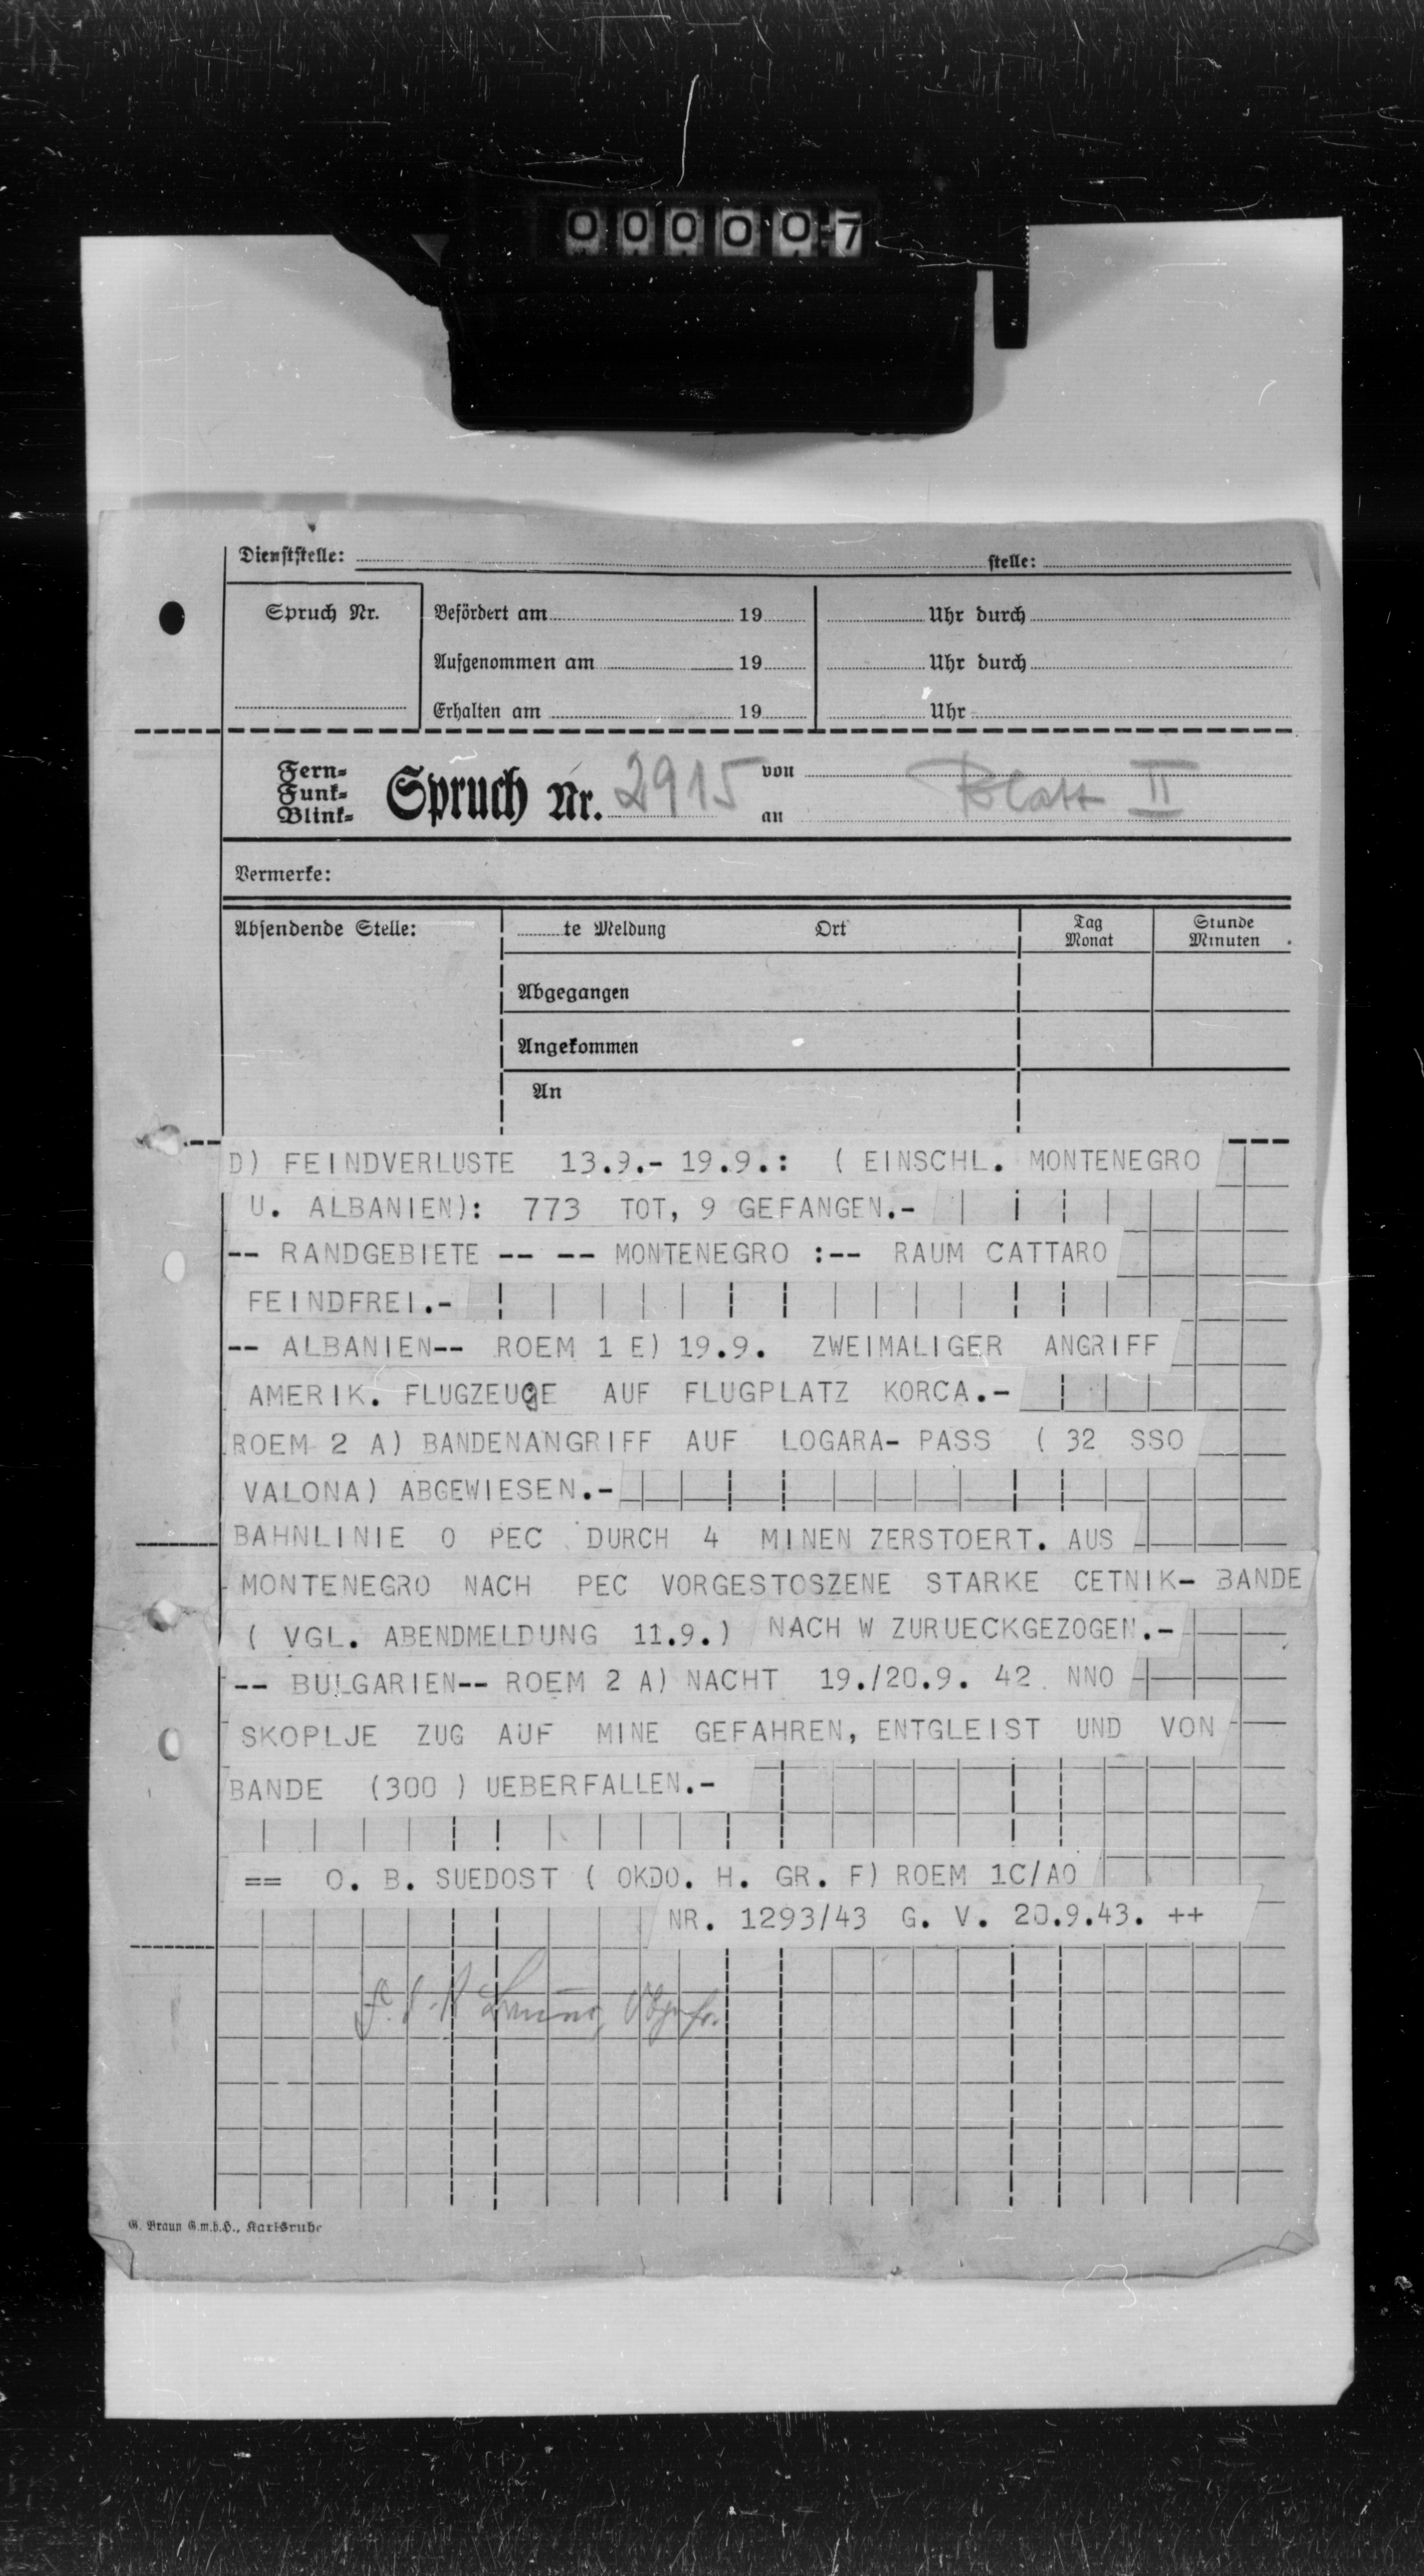 000007
Dienststelle: stelle:
Spruch Nr. Befördert am 19 Uhr durch
Aufgenommen am 19 Uhr durch
Erhalten am 19 Uhr
Fern-
Funk-
Blink-
Spruch Nr. 2915 von
an
Blatt II
Vermerke:
Absendende Stelle: te Meldung Ort Tag Monat Stunde Minuten
Abgegangen
Angekommen
An
D) FEINDVERLUSTE 13.9.- 19.9.: ( EINSCHL. MONTENEGRO
U. ALBANIEN): 773 TOT, 9 GEFANGEN.-
-- RANDGEBIETE -- -- MONTENEGRO :-- RAUM CATTARO
FEINDFREI.-
-- ALBANIEN-- ROEM 1 E) 19.9. ZWEIMALIGER ANGRIFF
AMERIK. FLUGZEUGE AUF FLUGPLATZ KORCA.-
ROEM 2 A) BANDENANGRIFF AUF LOGARA- PASS ( 32 SSO
VALONA) ABGEWIESEN.-
BAHNLINIE O PEC DURCH 4 MINEN ZERSTOERT. AUS
MONTENEGRO NACH PEC VORGESTOSZENE STARKE CETNIK- BANDE
( VGL. ABENDMELDUNG 11.9.) NACH W ZURUECKGEZOGEN.-
-- BULGARIEN-- ROEM 2 A) NACHT 19./20.9. 42 NNO
SKOPLJE ZUG AUF MINE GEFAHREN, ENTGLEIST UND VON
BANDE (300 ) UEBERFALLEN.-
== O. B. SUEDOST ( OKDO. H. GR. F) ROEM 1C/AO
NR. 1293/43 G. V. 20.9.43. ++
G. Braun G.m.b.H., Karlsruhe